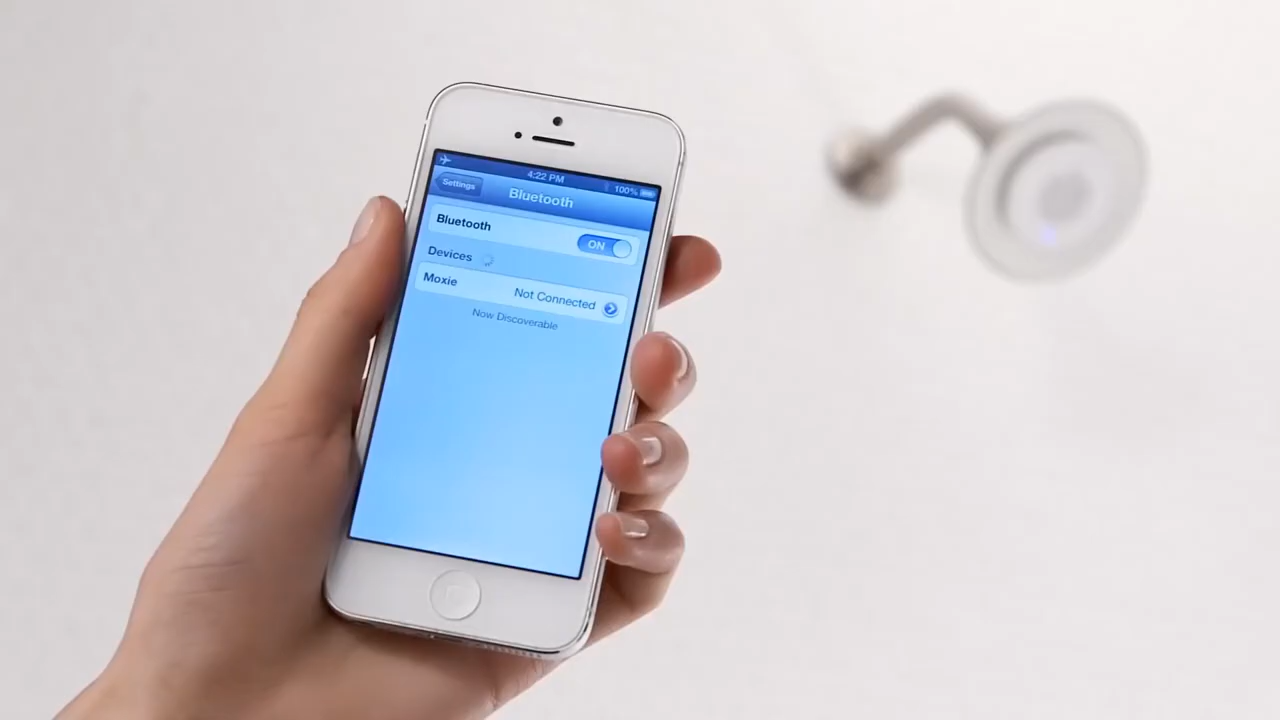 4:22 PM
100%
Settings
Bluetooth
Bluetooth
ON
Devices
Moxie
Not Connected
Now Discoverable